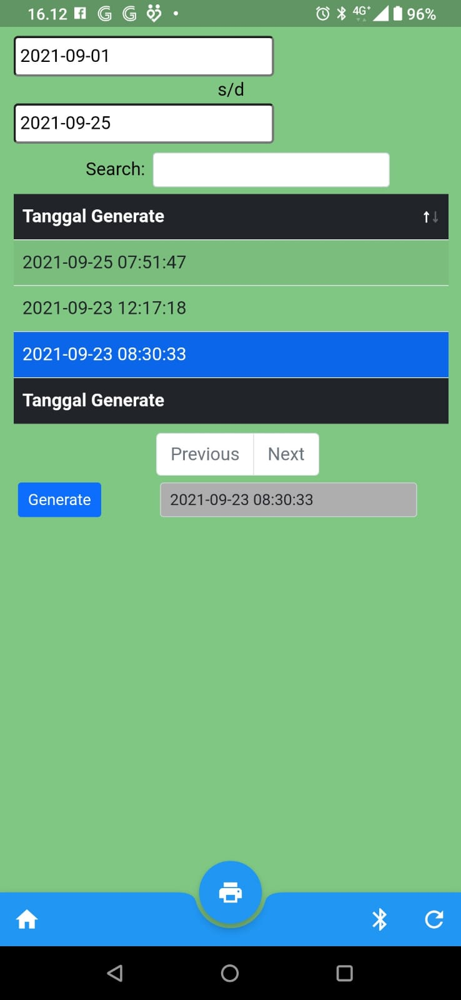 16.12
4G+ 96%
2021-09-01
s/d
2021-09-25
Search:
Tanggal Generate
2021-09-25 07:51:47
2021-09-23 12:17:18
2021-09-23 08:30:33
Tanggal Generate
Previous Next
Generate 2021-09-23 08:30:33